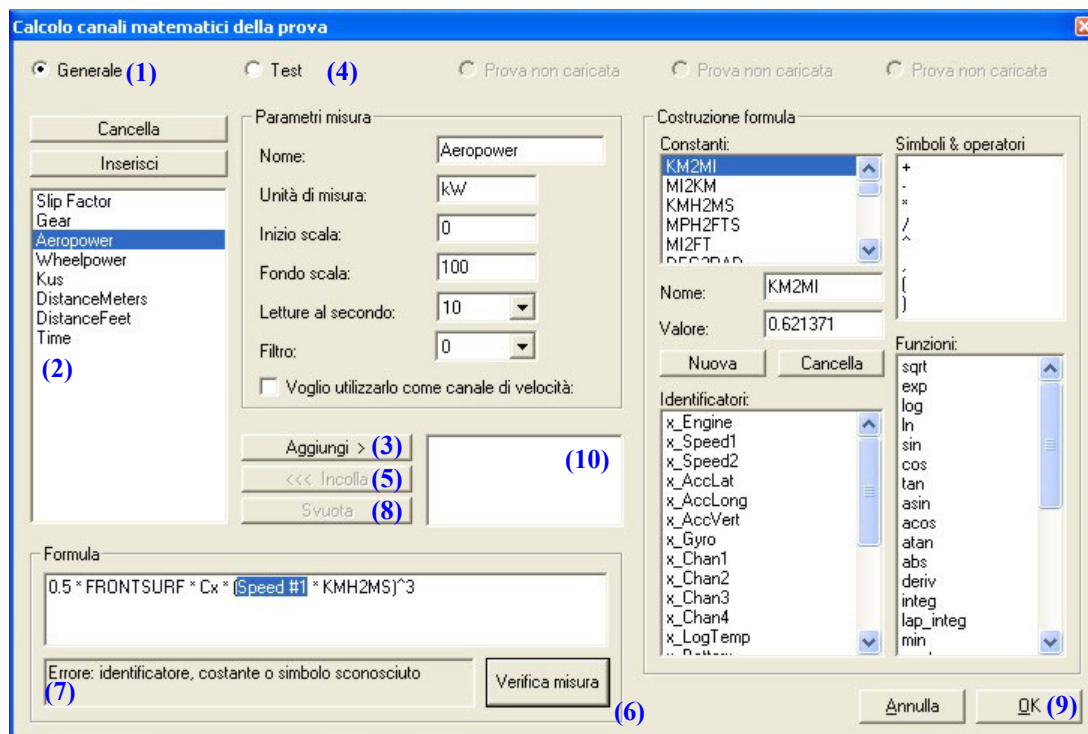 Calcolo canali matematici della prova
Generale (1)
Test (4)
Prova non caricata
Prova non caricata
Prova non caricata
Cancella
Inserisci
Slip Factor
Gear
Aeropower
Wheelpower
Kus
DistanceMeters
DistanceFeet
Time
(2)
Parametri misura
Nome: Aeropower
Unità di misura: kW
Inizio scala: 0
Fondo scala: 100
Letture al secondo: 10
Filtro: 0
Voglio utilizzarlo come canale di velocità:
Aggiungi > (3)
<<< Incolla (5)
Svuota (8)
(10)
Costruzione formula
Constanti:
KM2MI
MI2KM
KMH2MS
MPH2FTS
MI2FT
DEG2RAD
Nome: KM2MI
Valore: 0.621371
Nuova
Cancella
Identificatori:
x_Engine
x_Speed1
x_Speed2
x_AccLat
x_AccLong
x_AccVert
x_Gyro
x_Chan1
x_Chan2
x_Chan3
x_Chan4
x_LogTemp
x_Battery
Simboli & operatori
+
-
*
/
^
,
(
)
Funzioni:
sqrt
exp
log
ln
sin
cos
tan
asin
acos
atan
abs
deriv
integ
lap_integ
min
Formula
0.5 * FRONTSURF * Cx * (Speed #1 * KMH2MS)^3
Errore: identificatore, costante o simbolo sconosciuto
(7)
Verifica misura
(6)
Annulla
OK (9)